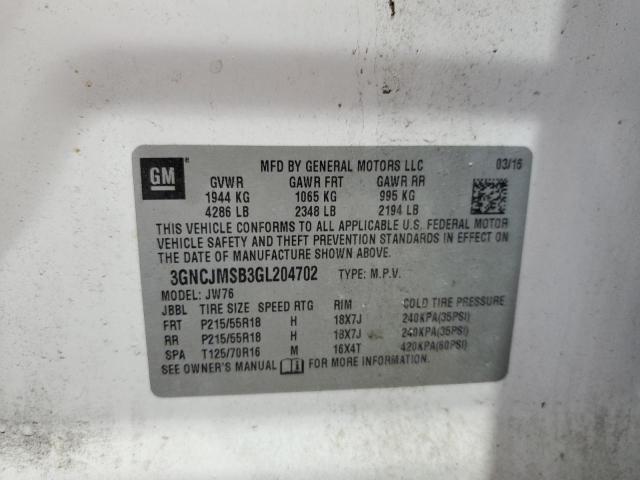 GM MFD BY GENERAL MOTORS LLC 03/16
GVWR GAWR FRT GAWR RR
1944 KG 1065 KG 995 KG
4286 LB 2348 LB 2194 LB
THIS VEHICLE CONFORMS TO ALL APPLICABLE U.S. FEDERAL MOTOR
VEHICLE SAFETY AND THEFT PREVENTION STANDARDS IN EFFECT ON
THE DATE OF MANUFACTURE SHOWN ABOVE.
3GNCJMSB3GL204702 TYPE: M.P.V.
MODEL: JW76
JBBL TIRE SIZE SPEED RTG RIM COLD TIRE PRESSURE
FRT P215/55R18 H 18X7J 240KPA(35PSI)
RR P215/55R18 H 18X7J 240KPA(35PSI)
SPA T125/70R16 M 16X4T 420KPA(60PSI)
SEE OWNER'S MANUAL FOR MORE INFORMATION.